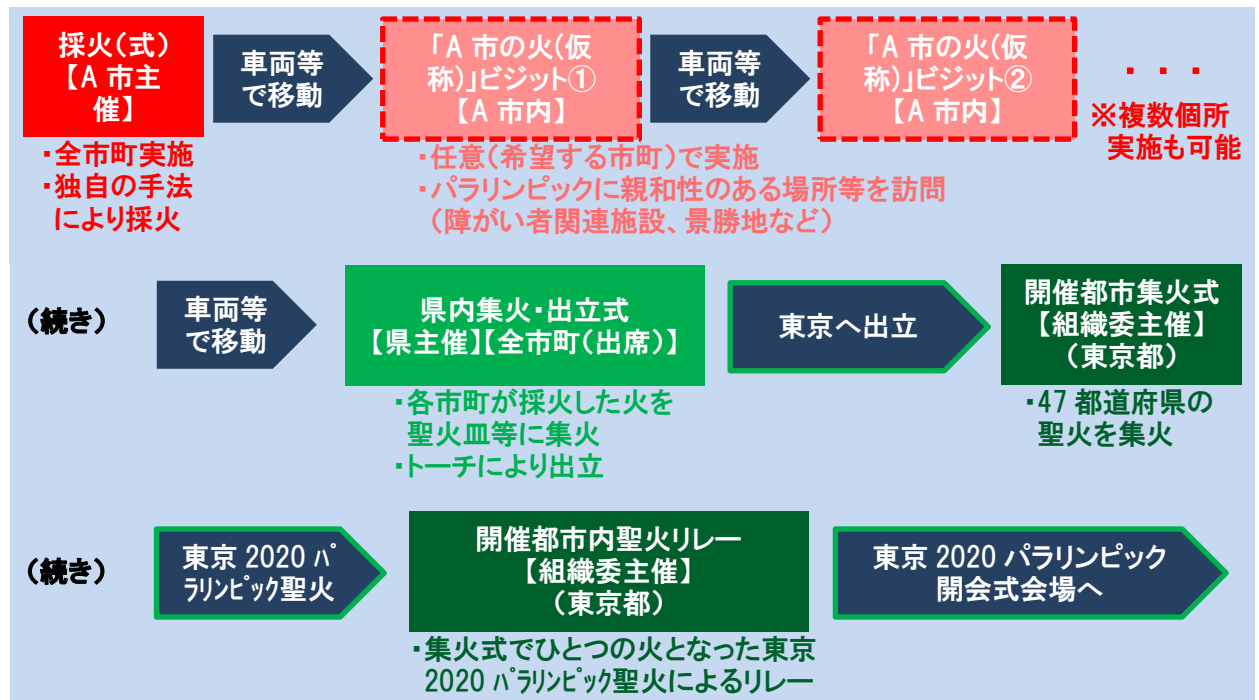 採火(式)
【A 市主
催】
車両等
で移動
「A 市の火(仮
称)」ビジット①
【A 市内】
車両等
で移動
「A 市の火(仮
称)」ビジット②
【A 市内】
・・・
※複数個所
実施も可能
・全市町実施
・独自の手法
により採火
・任意(希望する市町)で実施
・パラリンピックに親和性のある場所等を訪問
(障がい者関連施設、景勝地など)
(続き)
車両等
で移動
県内集火・出立式
【県主催】【全市町(出席)】
東京へ出立
開催都市集火式
【組織委主催】
(東京都)
・各市町が採火した火を
聖火皿等に集火
・トーチにより出立
・47 都道府県の
聖火を集火
(続き)
東京 2020 ﾊﾟ
ﾗﾘﾝﾋﾟｯｸ聖火
開催都市内聖火リレー
【組織委主催】
(東京都)
東京 2020 パラリンピック
開会式会場へ
・集火式でひとつの火となった東京
2020 ﾊﾟﾗﾘﾝﾋﾟｯｸ聖火によるリレー